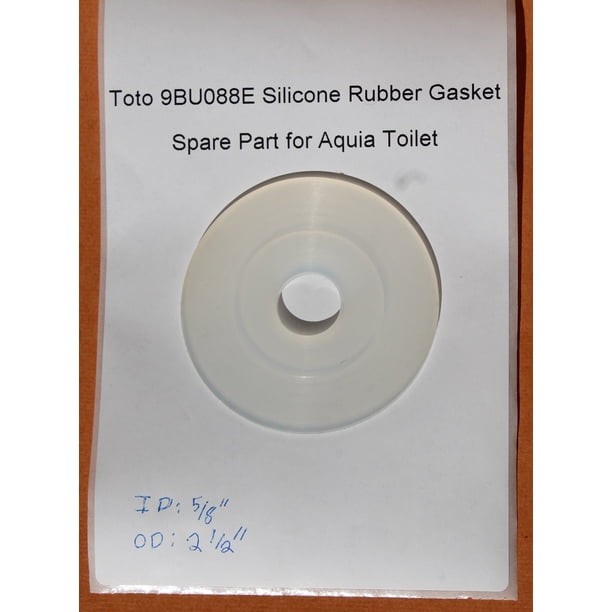 Toto 9BU088E Silicone Rubber Gasket
Spare Part for Aquia Toilet
ID: 5/8"
OD: 2 1/2"